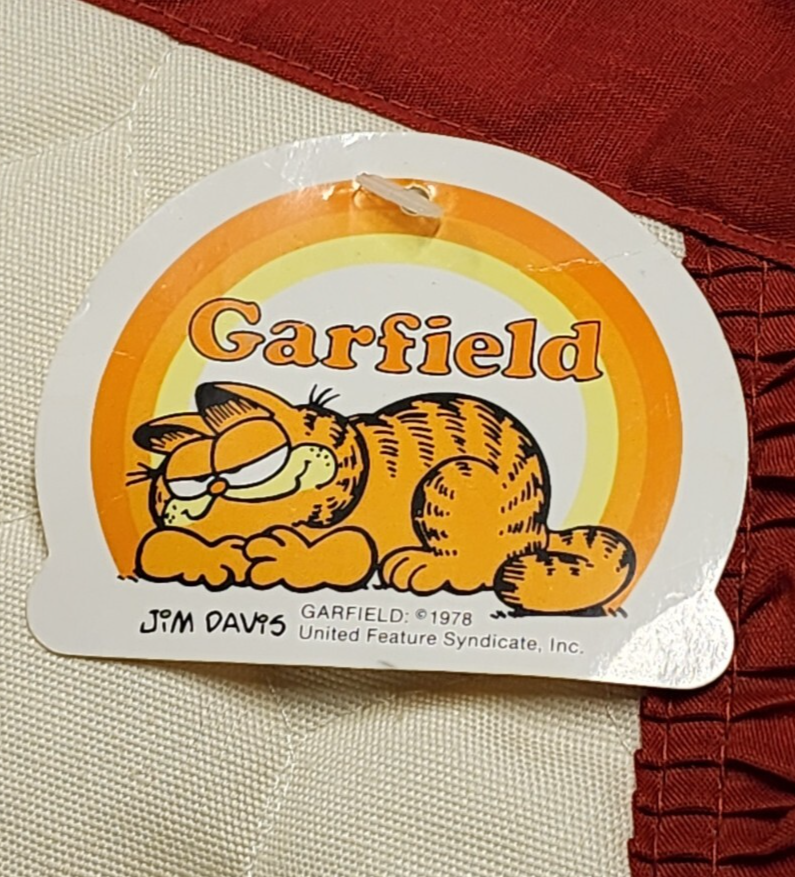 Garfield
JiM DAViS
GARFIELD: ©1978
United Feature Syndicate, Inc.